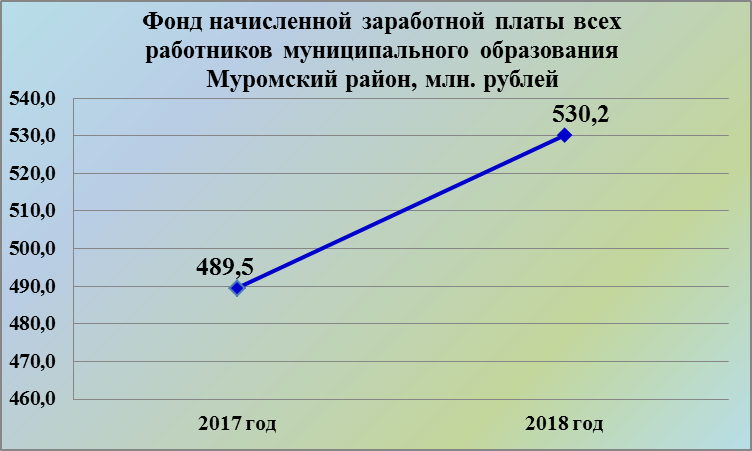 Фонд начисленной заработной платы всех
работников муниципального образования
Муромский район, млн. рублей
540,0
530,0
520,0
510,0
500,0
490,0
480,0
470,0
460,0
489,5
530,2
2017 год
2018 год